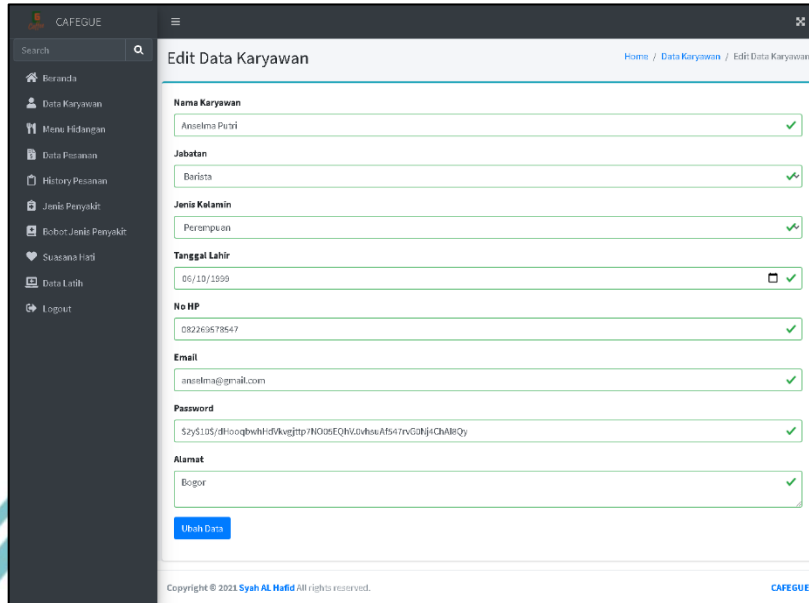 CAFEGUE
Search
Beranda
Data Karyawan
Menu Hidangan
Data Pesanan
History Pesanan
Jenis Penyakit
Bobot Jenis Penyakit
Suasana Hati
Data Latih
Logout
Edit Data Karyawan
Home / Data Karyawan / Edit Data Karyawan
Nama Karyawan
Anselma Putri
Jabatan
Barista
Jenis Kelamin
Perempuan
Tanggal Lahir
06/10/1999
No HP
082269578547
Email
anselma@gmail.com
Password
Alamat
Bogor
Ubah Data
Copyright © 2021 Syah AL Hafid All rights reserved.
CAFEGUE